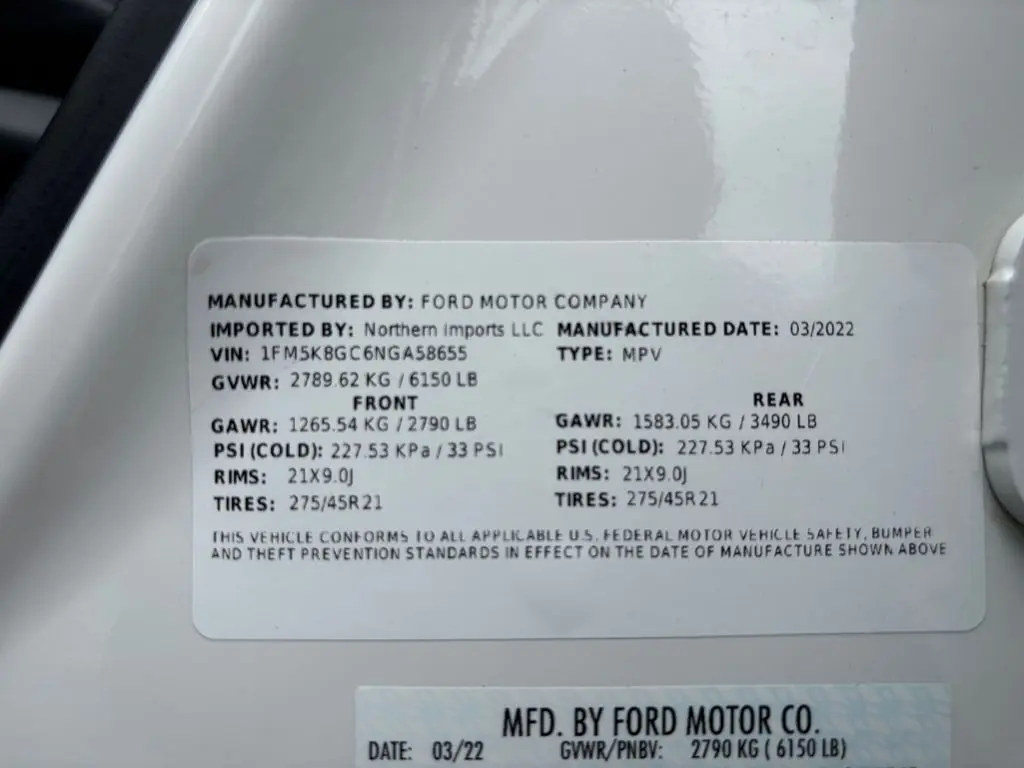 MANUFACTURED BY: FORD MOTOR COMPANY
IMPORTED BY: Northern Imports LLC MANUFACTURED DATE: 03/2022
VIN: 1FM5K8GC6NGA58655 TYPE: MPV
GVWR: 2789.62 KG / 6150 LB
FRONT REAR
GAWR: 1265.54 KG / 2790 LB GAWR: 1583.05 KG / 3490 LB
PSI (COLD): 227.53 KPa / 33 PSI PSI (COLD): 227.53 KPa / 33 PSI
RIMS: 21X9.0J RIMS: 21X9.0J
TIRES: 275/45R21 TIRES: 275/45R21
THIS VEHICLE CONFORMS TO ALL APPLICABLE U.S. FEDERAL MOTOR VEHICLE SAFETY, BUMPER
AND THEFT PREVENTION STANDARDS IN EFFECT ON THE DATE OF MANUFACTURE SHOWN ABOVE
MFD. BY FORD MOTOR CO.
DATE: 03/22 GVWR/PNBV: 2790 KG ( 6150 LB)